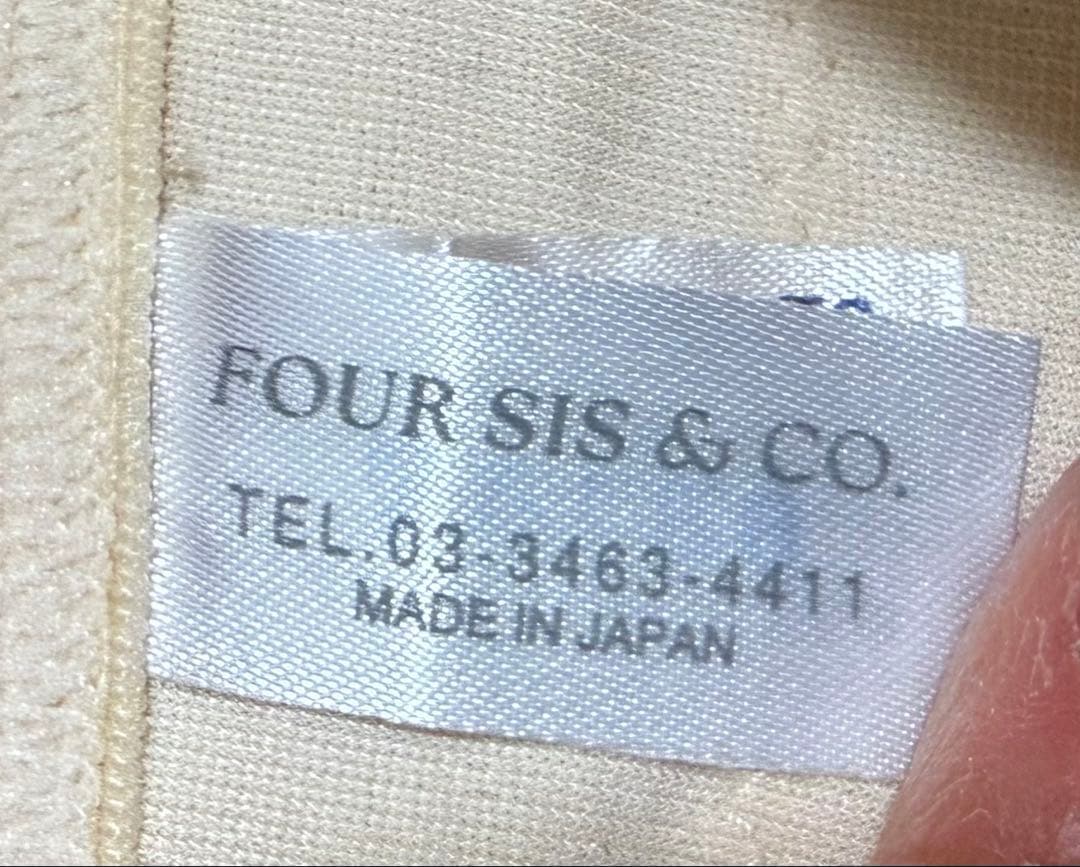 FOUR SIS & CO.
TEL.03-3463-4411
MADE IN JAPAN